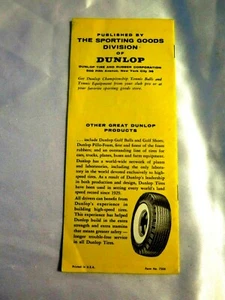 PUBLISHED BY
THE SPORTING GOODS
DIVISION
OF
DUNLOP
DUNLOP TIRE AND RUBBER CORPORATION
500 Fifth Avenue, New York City 36
Get Dunlop Championship Tennis Balls and
Tennis Equipment from your club pro or at
your favorite sporting goods store.
OTHER GREAT DUNLOP
PRODUCTS
. . . include Dunlop Golf Balls and Golf Shoes,
Dunlop Pillo-Foam, first and finest of the foam
rubbers; and an outstanding line of tires for
cars, trucks, planes, boats and farm equipment.
Dunlop has a world-wide network of plants
and laboratories, including the only labora-
tory in the world devoted exclusively to high-
speed tires. As a result of Dunlop's leadership
in both production and design, Dunlop Tires
have been used in setting every world's land
speed record since 1929.
All drivers can benefit from
Dunlop's experience in
building high-speed tires.
This experience has helped
Dunlop build in the extra
strength and extra stamina
that means greater safety—
longer trouble-free service
in all Dunlop Tires.
Printed in U.S.A.